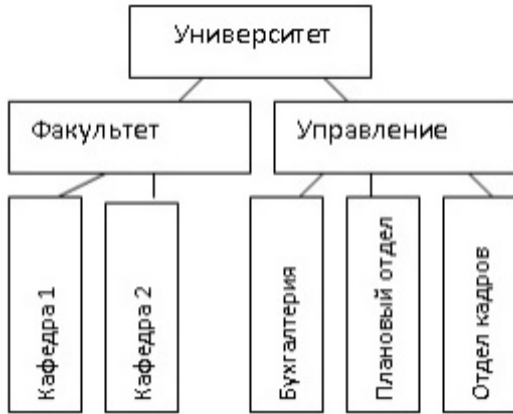 Университет
Факультет
Управление
Кафедра 1
Кафедра 2
Бухгалтерия
Плановый отдел
Отдел кадров